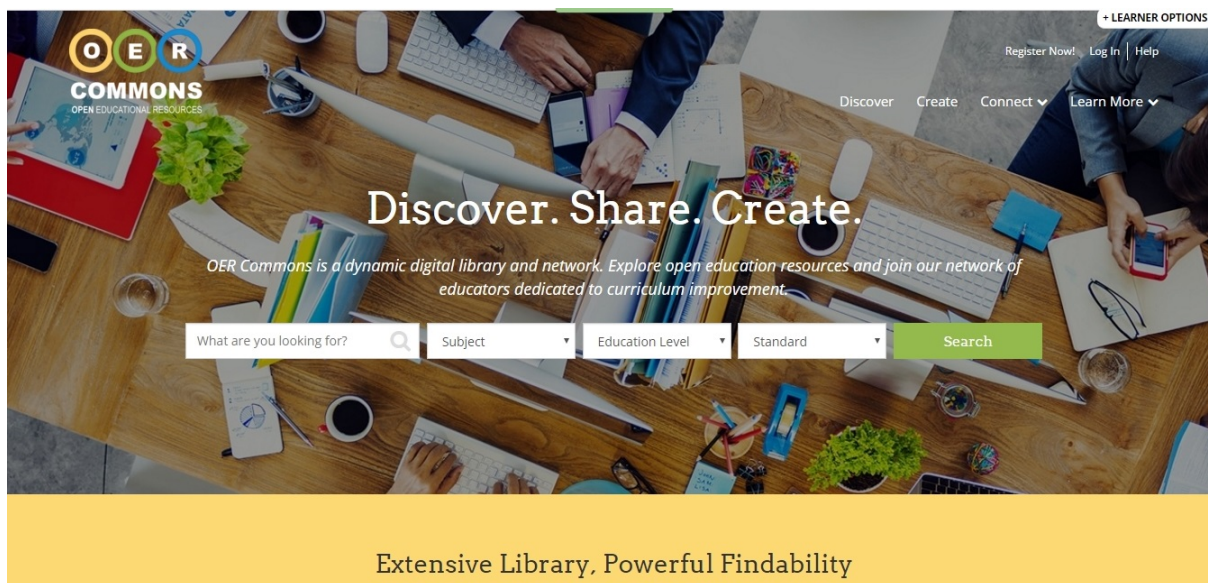 + LEARNER OPTIONS
O E R
COMMONS
OPEN EDUCATIONAL RESOURCES
Register Now! Log In Help
Discover Create Connect Learn More
Discover. Share. Create.
OER Commons is a dynamic digital library and network. Explore open education resources and join our network of
educators dedicated to curriculum improvement.
What are you looking for? Subject Education Level Standard Search
Extensive Library, Powerful Findability